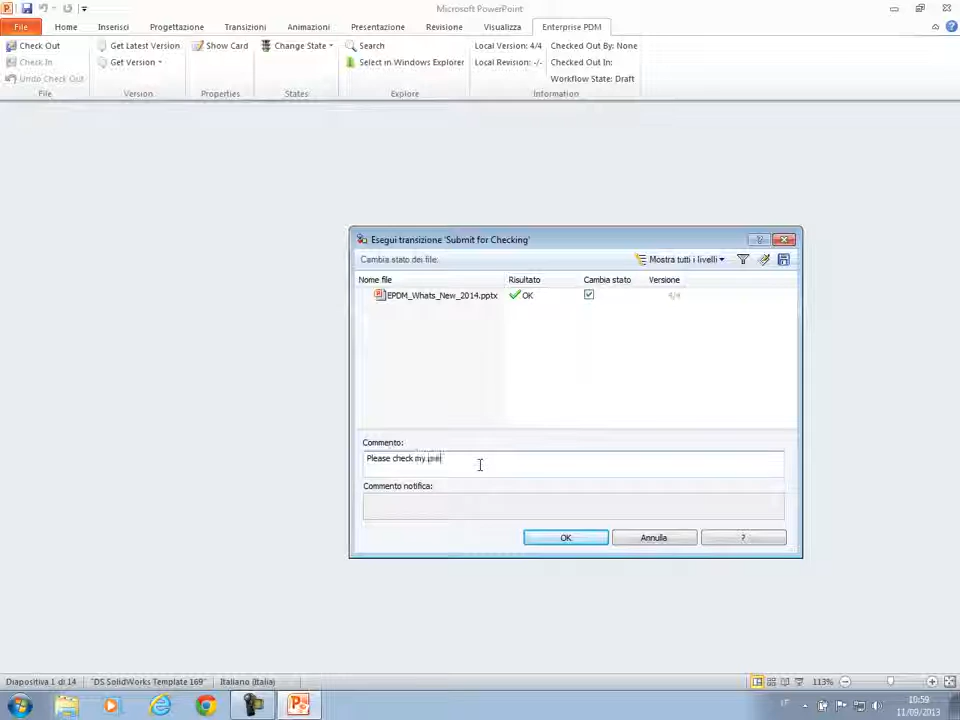 Microsoft PowerPoint
File Home Inserisci Progettazione Transizioni Animazioni Presentazione Revisione Visualizza Enterprise PDM
Check Out Get Latest Version Show Card Change State Search Local Version: 4/4 Checked Out By: None
Check In Get Version Select in Windows Explorer Local Revision: -/- Checked Out In:
Undo Check Out Workflow State: Draft
File Version Properties States Explore Information
Esegui transizione 'Submit for Checking'
Cambia stato dei file: Mostra tutti i livelli
Nome file Risultato Cambia stato Versione
EPDM_Whats_New_2014.pptx OK 4/4
Commento:
Please check my
Commento notifica:
OK Annulla ?
Diapositiva 1 di 14 "DS SolidWorks Template 169" Italiano (Italia) 113%
IT 10:59
11/09/2013